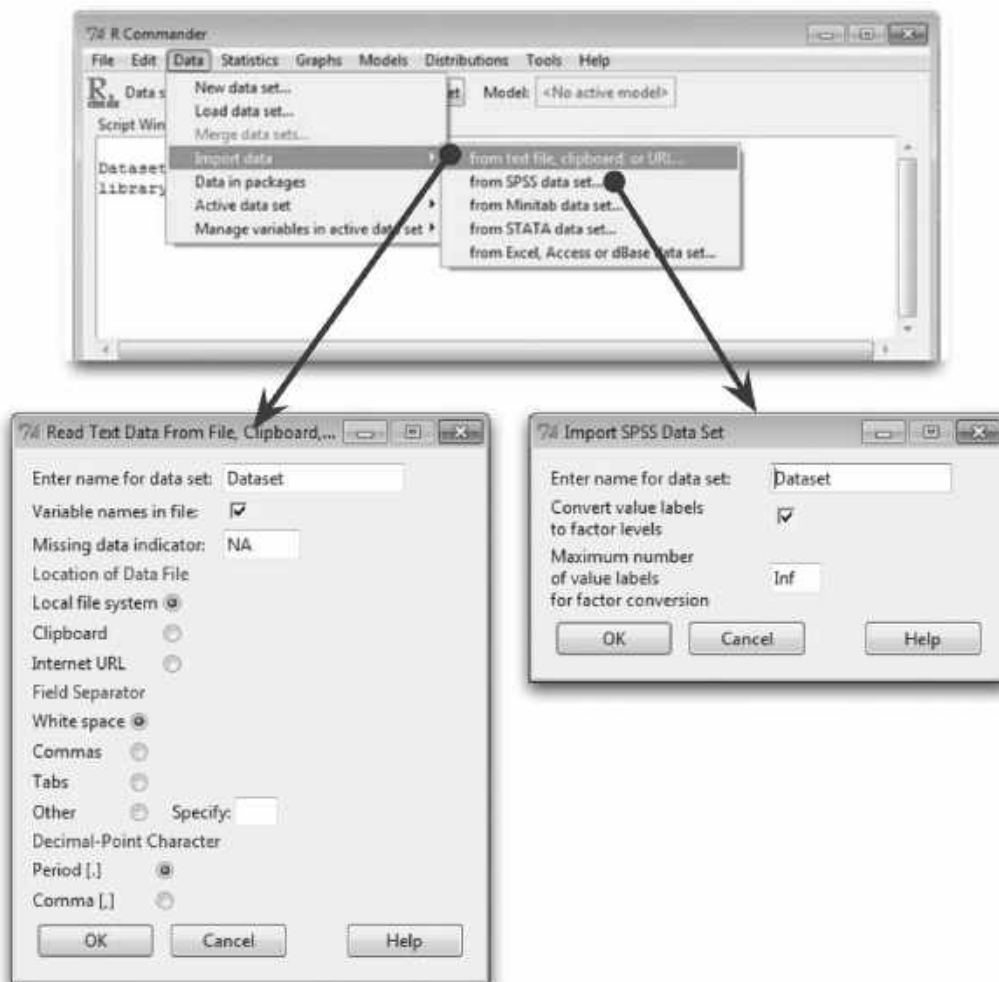 R Commander
File Edit Data Statistics Graphs Models Distributions Tools Help
R Data s
et Model: <No active model>
Script Win
Dataset
library
New data set...
Load data set...
Merge data sets...
Import data
Data in packages
Active data set
Manage variables in active data set
from text file, clipboard, or URL...
from SPSS data set...
from Minitab data set...
from STATA data set...
from Excel, Access or dBase data set...
Read Text Data From File, Clipboard,...
Enter name for data set: Dataset
Variable names in file:
Missing data indicator: NA
Location of Data File
Local file system
Clipboard
Internet URL
Field Separator
White space
Commas
Tabs
Other Specify:
Decimal-Point Character
Period [.]
Comma [,]
OK Cancel Help
Import SPSS Data Set
Enter name for data set: Dataset
Convert value labels
to factor levels
Maximum number
of value labels Inf
for factor conversion
OK Cancel Help